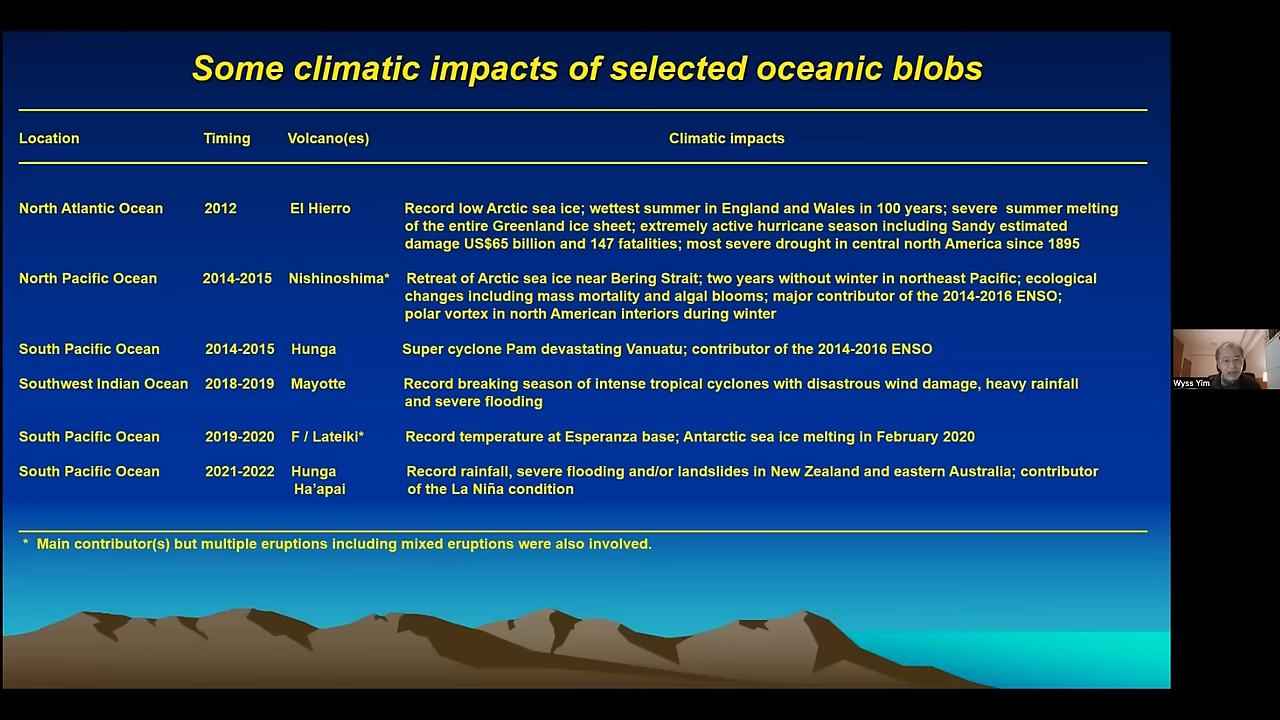 Some climatic impacts of selected oceanic blobs
Location Timing Volcano(es) Climatic impacts
North Atlantic Ocean 2012 El Hierro Record low Arctic sea ice; wettest summer in England and Wales in 100 years; severe summer melting
of the entire Greenland ice sheet; extremely active hurricane season including Sandy estimated
damage US$65 billion and 147 fatalities; most severe drought in central north America since 1895
North Pacific Ocean 2014-2015 Nishinoshima* Retreat of Arctic sea ice near Bering Strait; two years without winter in northeast Pacific; ecological
changes including mass mortality and algal blooms; major contributor of the 2014-2016 ENSO;
polar vortex in north American interiors during winter
South Pacific Ocean 2014-2015 Hunga Super cyclone Pam devastating Vanuatu; contributor of the 2014-2016 ENSO
Southwest Indian Ocean 2018-2019 Mayotte Record breaking season of intense tropical cyclones with disastrous wind damage, heavy rainfall
and severe flooding
South Pacific Ocean 2019-2020 F / Lateiki* Record temperature at Esperanza base; Antarctic sea ice melting in February 2020
South Pacific Ocean 2021-2022 Hunga Record rainfall, severe flooding and/or landslides in New Zealand and eastern Australia; contributor
Ha’apai of the La Niña condition
* Main contributor(s) but multiple eruptions including mixed eruptions were also involved.
Wyss Yim